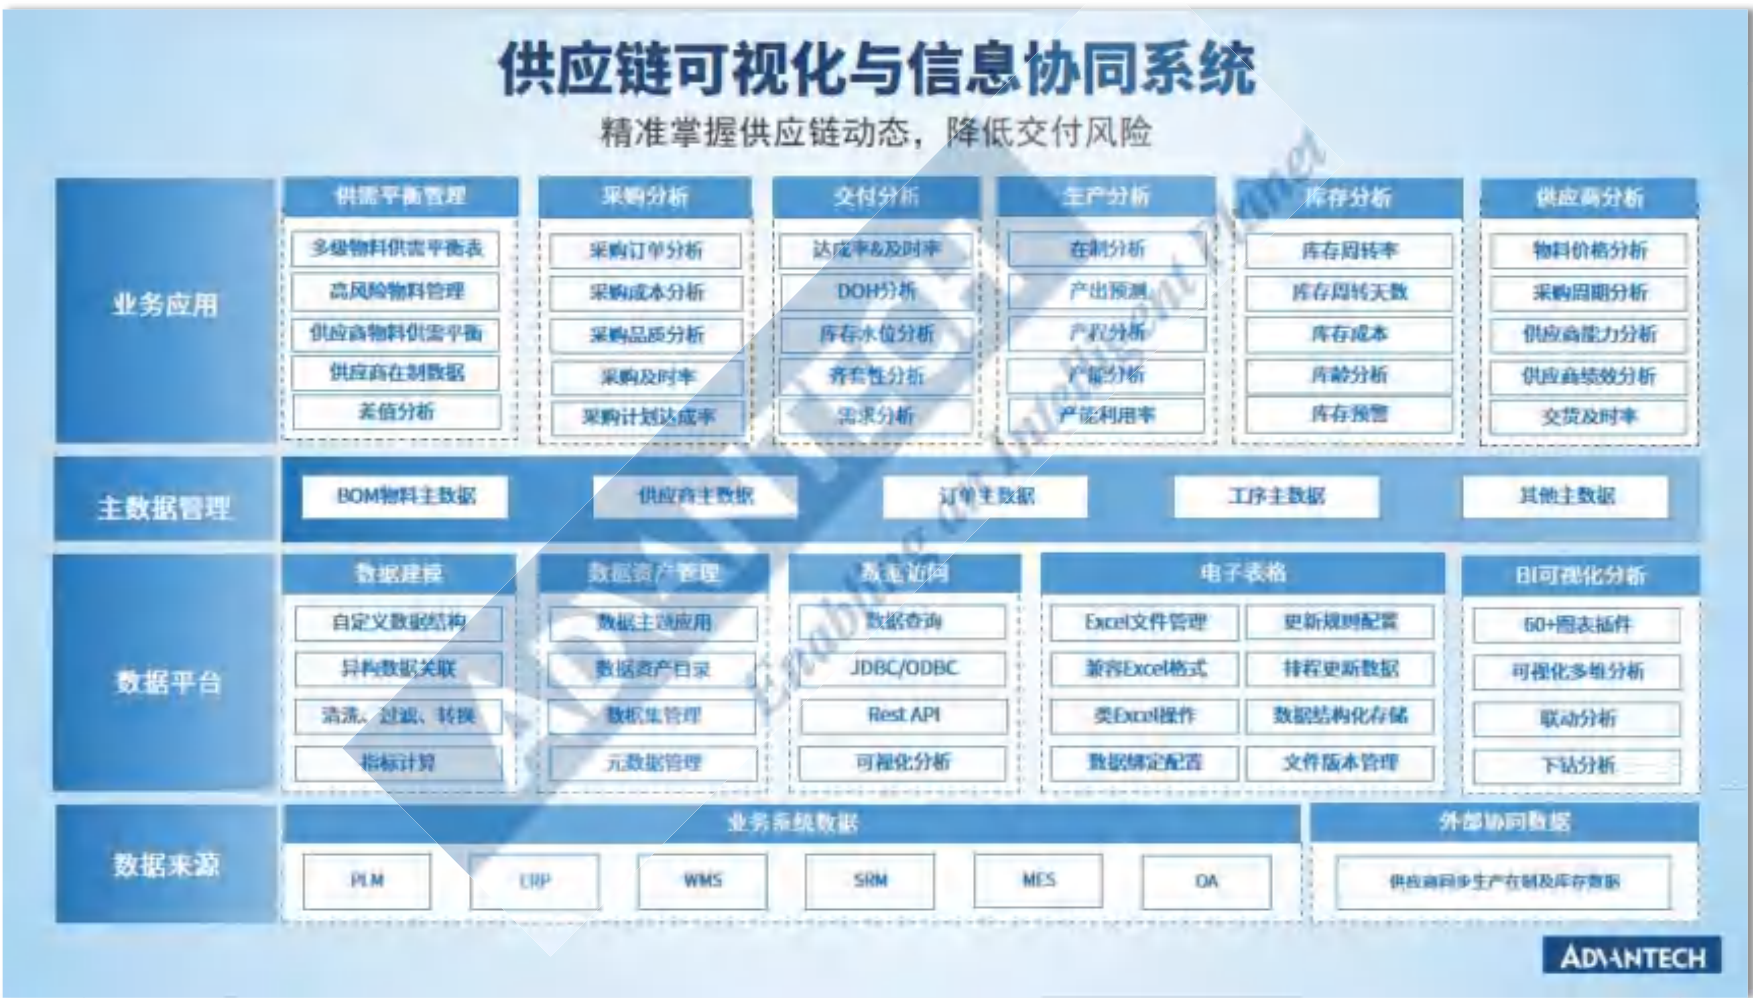 供应链可视化与信息协同系统
精准掌握供应链动态，降低交付风险
业务应用
供需平衡管理
多级物料供需平衡表
高风险物料管理
供应商物料供需平衡
供应商在制数据
差值分析
采购分析
采购订单分析
采购成本分析
采购品质分析
采购及时率
采购计划达成率
交付分析
达成率&及时率
DOH分析
库存水位分析
齐套性分析
需求分析
生产分析
在制分析
产出预测
产程分析
产能分析
产能利用率
库存分析
库存周转率
库存周转天数
库存成本
库龄分析
库存预警
供应商分析
物料价格分析
采购周期分析
供应商能力分析
供应商绩效分析
交货及时率
主数据管理
BOM物料主数据
供应商主数据
订单主数据
工序主数据
其他主数据
数据平台
数据建模
自定义数据结构
异构数据关联
清洗、过滤、转换
指标计算
数据资产管理
数据主题应用
数据资产目录
数据集管理
元数据管理
数据访问
数据查询
JDBC/ODBC
Rest API
可视化分析
电子表格
Excel文件管理
更新规则配置
兼容Excel格式
排程更新数据
类Excel操作
数据结构化存储
数据绑定配置
文件版本管理
BI可视化分析
60+图表插件
可视化多维分析
联动分析
下钻分析
数据来源
业务系统数据
PLM
ERP
WMS
SRM
MES
OA
外部协同数据
供应商同步生产在制及库存数据
ADVANTECH
Enabling an Intelligent Planet
ADVANTECH